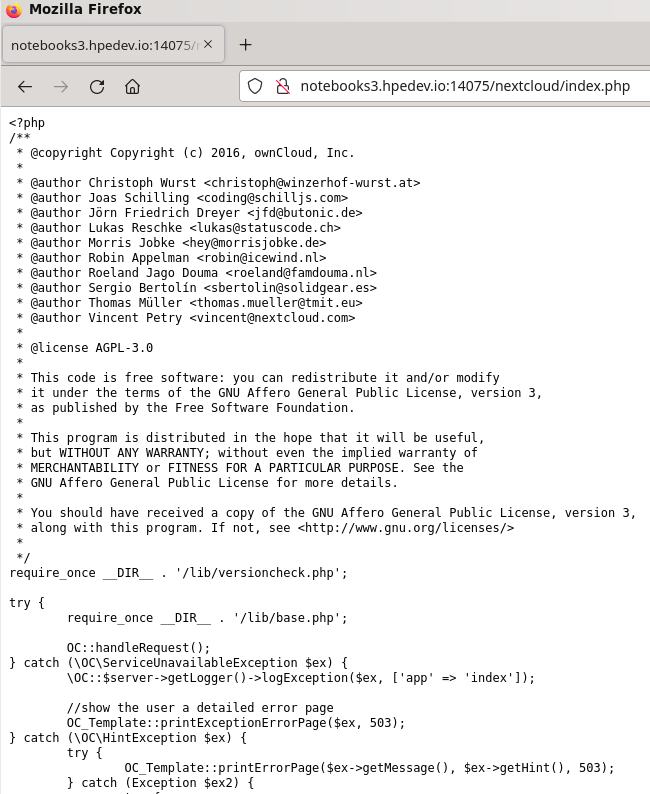 Mozilla Firefox
notebooks3.hpedev.io:14075/
notebooks3.hpedev.io:14075/nextcloud/index.php
<?php
/**
 * @copyright Copyright (c) 2016, ownCloud, Inc.
 *
 * @author Christoph Wurst <christoph@winzerhof-wurst.at>
 * @author Joas Schilling <coding@schilljs.com>
 * @author Jörn Friedrich Dreyer <jfd@butonic.de>
 * @author Lukas Reschke <lukas@statuscode.ch>
 * @author Morris Jobke <hey@morrisjobke.de>
 * @author Robin Appelman <robin@icewind.nl>
 * @author Roeland Jago Douma <roeland@famdouma.nl>
 * @author Sergio Bertolín <sbertolin@solidgear.es>
 * @author Thomas Müller <thomas.mueller@tmit.eu>
 * @author Vincent Petry <vincent@nextcloud.com>
 *
 * @license AGPL-3.0
 *
 * This code is free software: you can redistribute it and/or modify
 * it under the terms of the GNU Affero General Public License, version 3,
 * as published by the Free Software Foundation.
 *
 * This program is distributed in the hope that it will be useful,
 * but WITHOUT ANY WARRANTY; without even the implied warranty of
 * MERCHANTABILITY or FITNESS FOR A PARTICULAR PURPOSE. See the
 * GNU Affero General Public License for more details.
 *
 * You should have received a copy of the GNU Affero General Public License, version 3,
 * along with this program. If not, see <http://www.gnu.org/licenses/>
 *
 */
require_once __DIR__ . '/lib/versioncheck.php';

try {
        require_once __DIR__ . '/lib/base.php';

        OC::handleRequest();
} catch (\OC\ServiceUnavailableException $ex) {
        \OC::$server->getLogger()->logException($ex, ['app' => 'index']);

        //show the user a detailed error page
        OC_Template::printExceptionErrorPage($ex, 503);
} catch (\OC\HintException $ex) {
        try {
                OC_Template::printErrorPage($ex->getMessage(), $ex->getHint(), 503);
        } catch (Exception $ex2) {